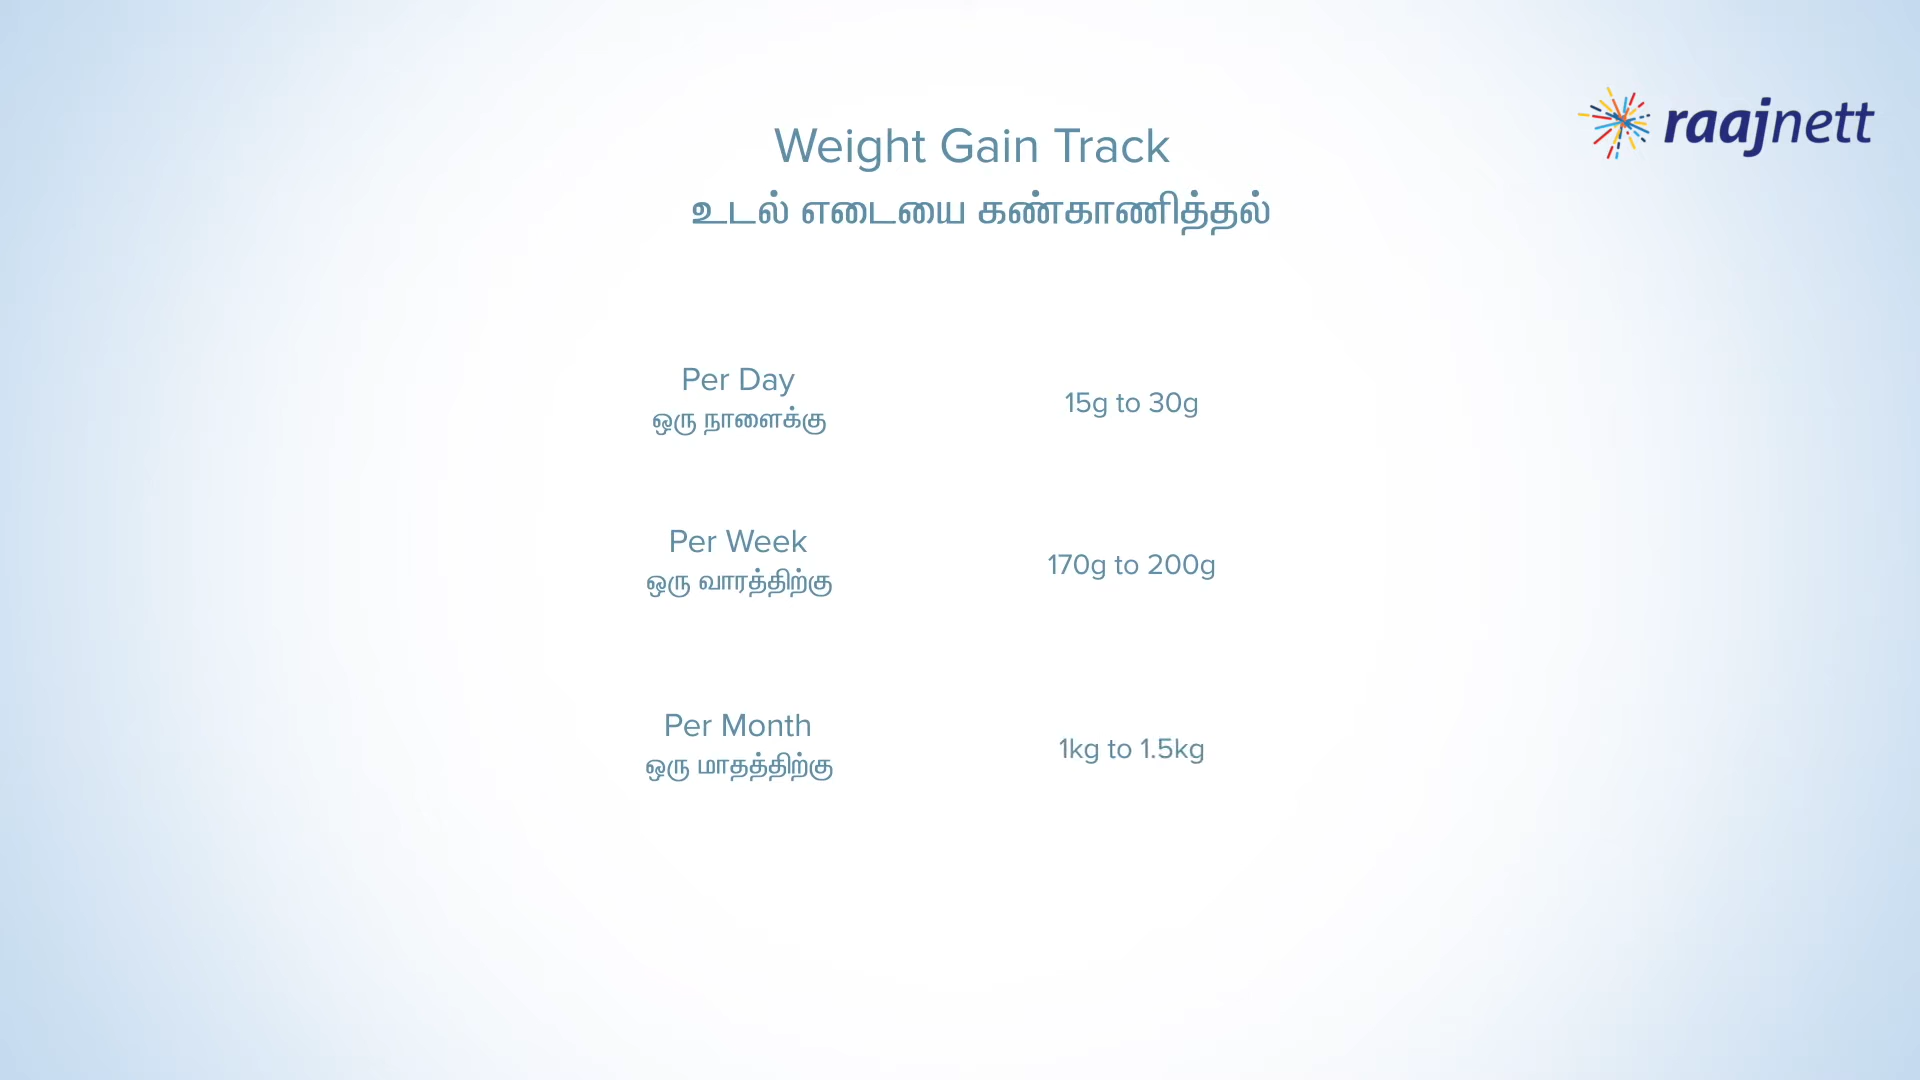 raajnett
Weight Gain Track
உடல் எடையை கண்காணித்தல்
Per Day
ஒரு நாளைக்கு
15g to 30g
Per Week
ஒரு வாரத்திற்கு
170g to 200g
Per Month
ஒரு மாதத்திற்கு
1kg to 1.5kg